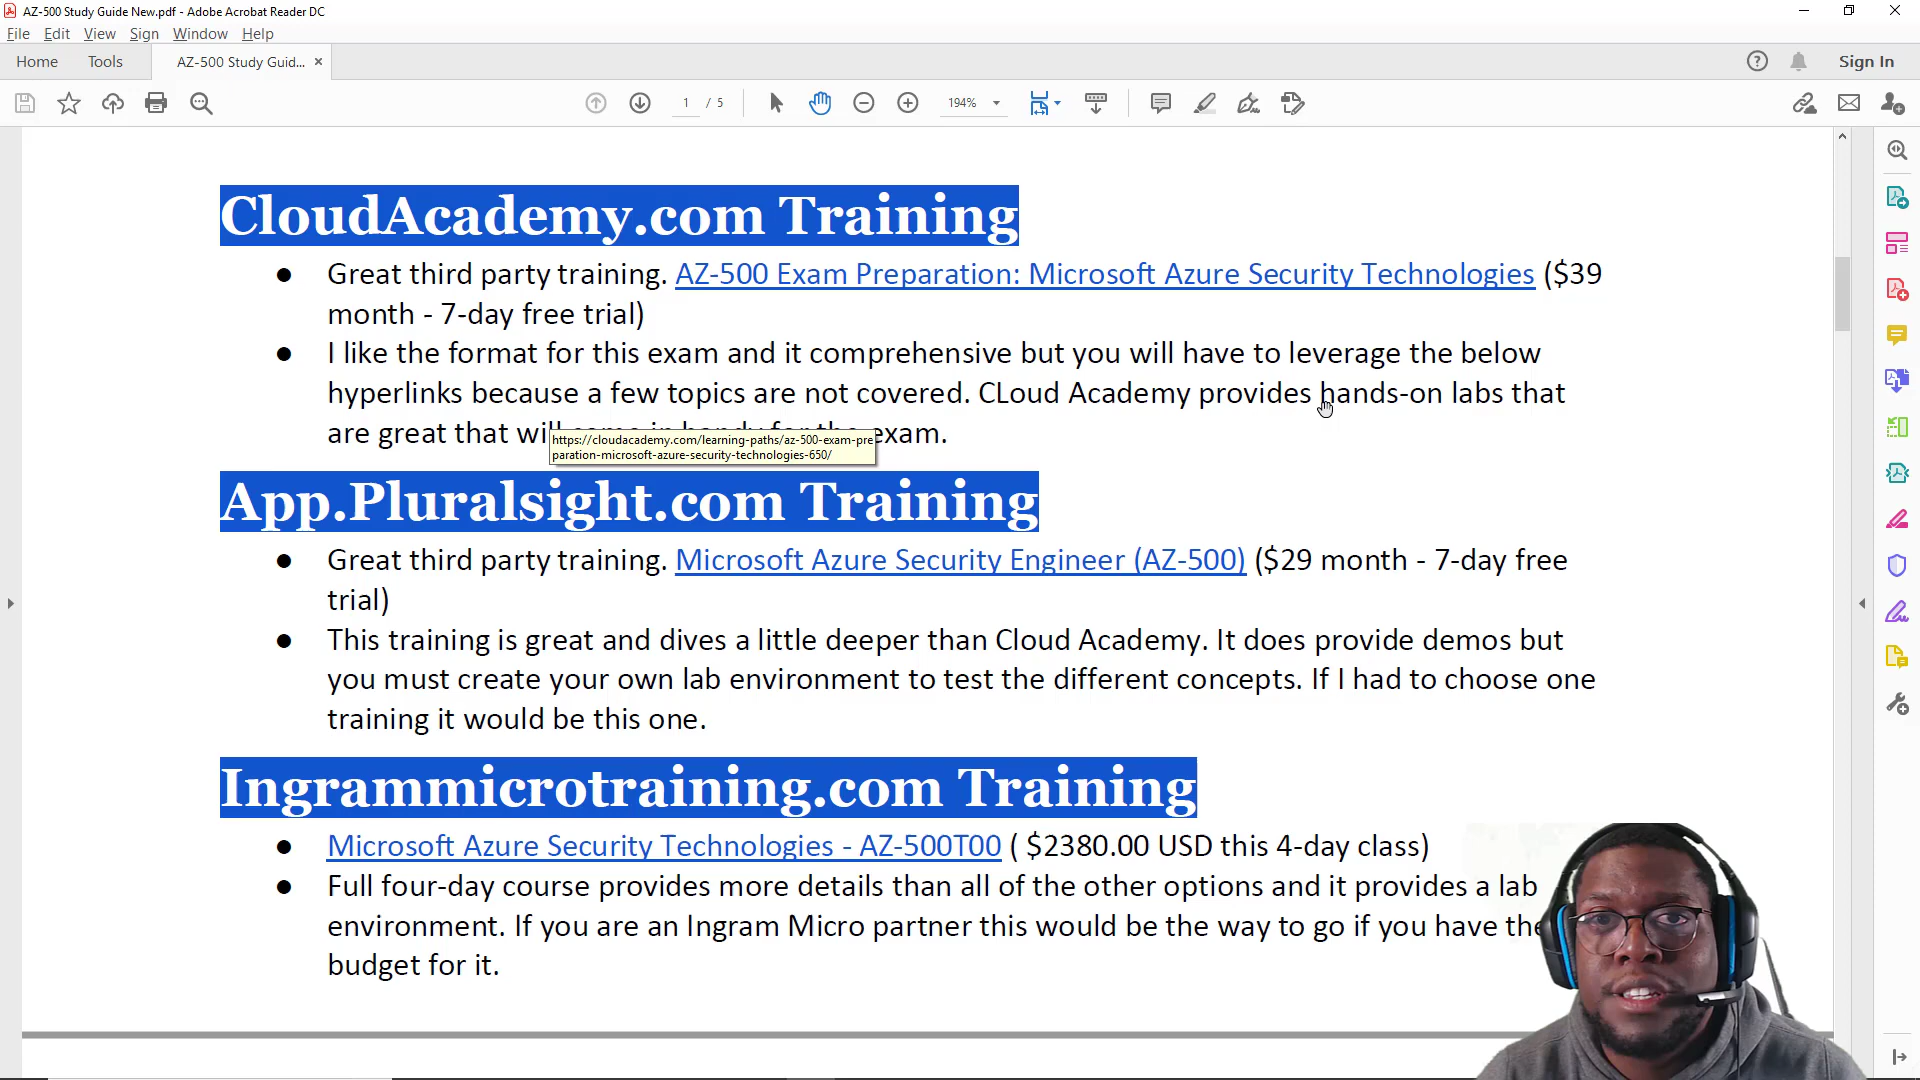 AZ-500 Study Guide New.pdf - Adobe Acrobat Reader DC
File Edit View Sign Window Help
Home Tools AZ-500 Study Guid... × Sign In
1 / 5 194%
CloudAcademy.com Training
● Great third party training. AZ-500 Exam Preparation: Microsoft Azure Security Technologies ($39
month - 7-day free trial)
● I like the format for this exam and it comprehensive but you will have to leverage the below
hyperlinks because a few topics are not covered. CLoud Academy provides hands-on labs that
are great that will come in handy for the exam.
https://cloudacademy.com/learning-paths/az-500-exam-pre
paration-microsoft-azure-security-technologies-650/
App.Pluralsight.com Training
● Great third party training. Microsoft Azure Security Engineer (AZ-500) ($29 month - 7-day free
trial)
● This training is great and dives a little deeper than Cloud Academy. It does provide demos but
you must create your own lab environment to test the different concepts. If I had to choose one
training it would be this one.
Ingrammicrotraining.com Training
● Microsoft Azure Security Technologies - AZ-500T00 ( $2380.00 USD this 4-day class)
● Full four-day course provides more details than all of the other options and it provides a lab
environment. If you are an Ingram Micro partner this would be the way to go if you have the
budget for it.